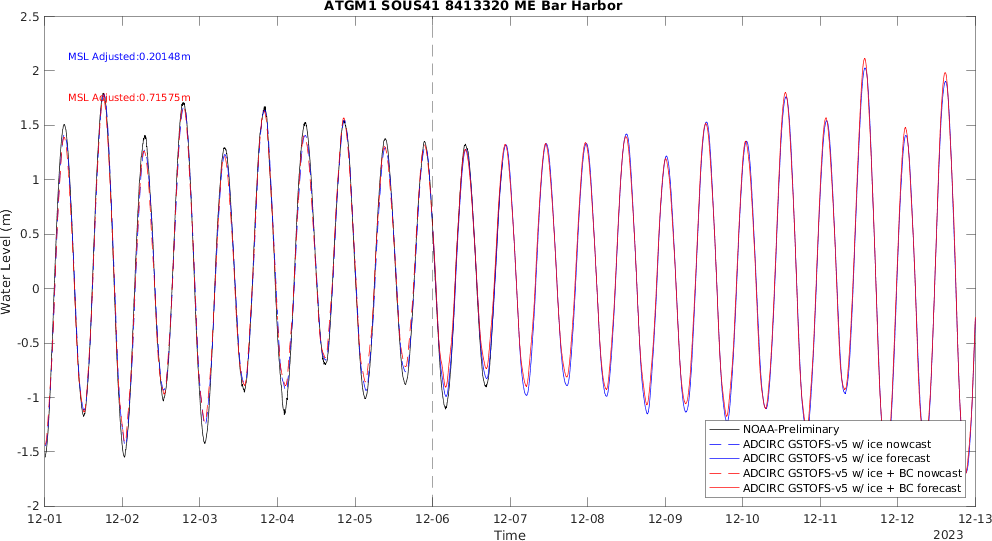 ATGM1 SOUS41 8413320 ME Bar Harbor
2.5
2
1.5
1
0.5
0
-0.5
-1
-1.5
-2
Water Level (m)
MSL Adjusted:0.20148m
MSL Adjusted:0.71575m
NOAA-Preliminary
ADCIRC GSTOFS-v5 w/ ice nowcast
ADCIRC GSTOFS-v5 w/ ice forecast
ADCIRC GSTOFS-v5 w/ ice + BC nowcast
ADCIRC GSTOFS-v5 w/ ice + BC forecast
12-01 12-02 12-03 12-04 12-05 12-06 12-07 12-08 12-09 12-10 12-11 12-12 12-13
Time
2023